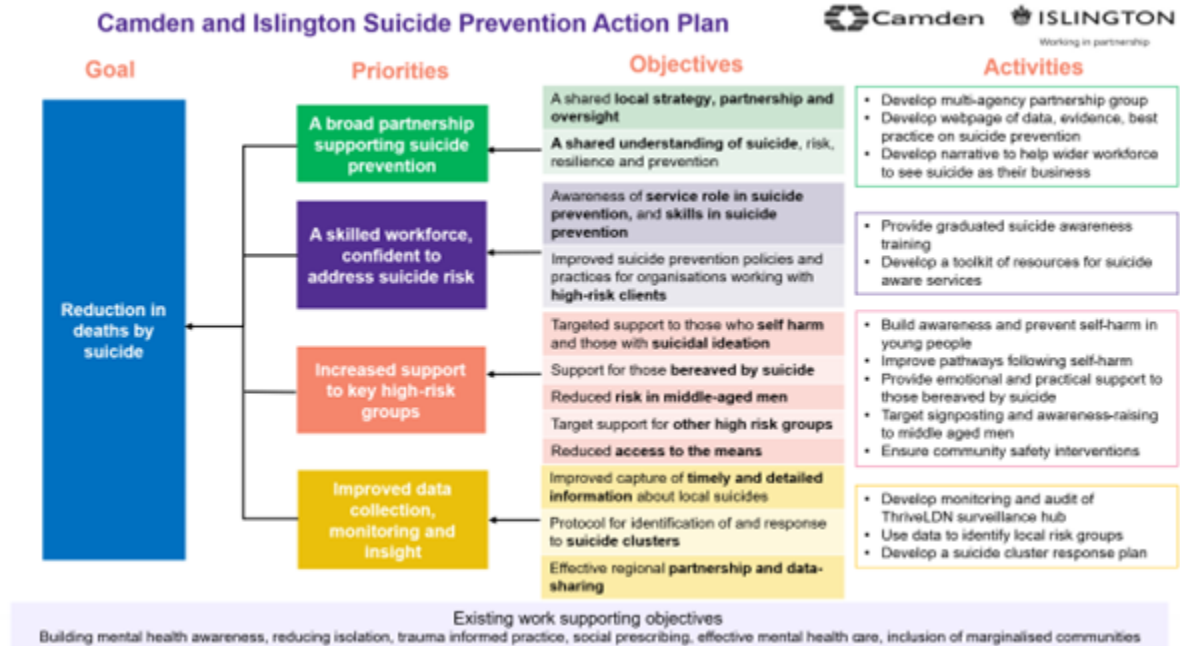 Camden and Islington Suicide Prevention Action Plan
Camden
ISLINGTON
Working in partnership
Goal
Priorities
Objectives
Activities
Reduction in
deaths by
suicide
A broad partnership
supporting suicide
prevention
A shared local strategy, partnership and
oversight
A shared understanding of suicide, risk,
resilience and prevention
• Develop multi-agency partnership group
• Develop webpage of data, evidence, best
practice on suicide prevention
• Develop narrative to help wider workforce
to see suicide as their business
A skilled workforce,
confident to
address suicide risk
Awareness of service role in suicide
prevention, and skills in suicide
prevention
Improved suicide prevention policies and
practices for organisations working with
high-risk clients
• Provide graduated suicide awareness
training
• Develop a toolkit of resources for suicide
aware services
Increased support
to key high-risk
groups
Targeted support to those who self harm
and those with suicidal ideation
Support for those bereaved by suicide
Reduced risk in middle-aged men
Target support for other high risk groups
Reduced access to the means
• Build awareness and prevent self-harm in
young people
• Improve pathways following self-harm
• Provide emotional and practical support to
those bereaved by suicide
• Target signposting and awareness-raising
to middle aged men
• Ensure community safety interventions
Improved data
collection,
monitoring and
insight
Improved capture of timely and detailed
information about local suicides
Protocol for identification of and response
to suicide clusters
Effective regional partnership and data-
sharing
• Develop monitoring and audit of
ThriveLDN surveillance hub
• Use data to identify local risk groups
• Develop a suicide cluster response plan
Existing work supporting objectives
Building mental health awareness, reducing isolation, trauma informed practice, social prescribing, effective mental health care, inclusion of marginalised communities